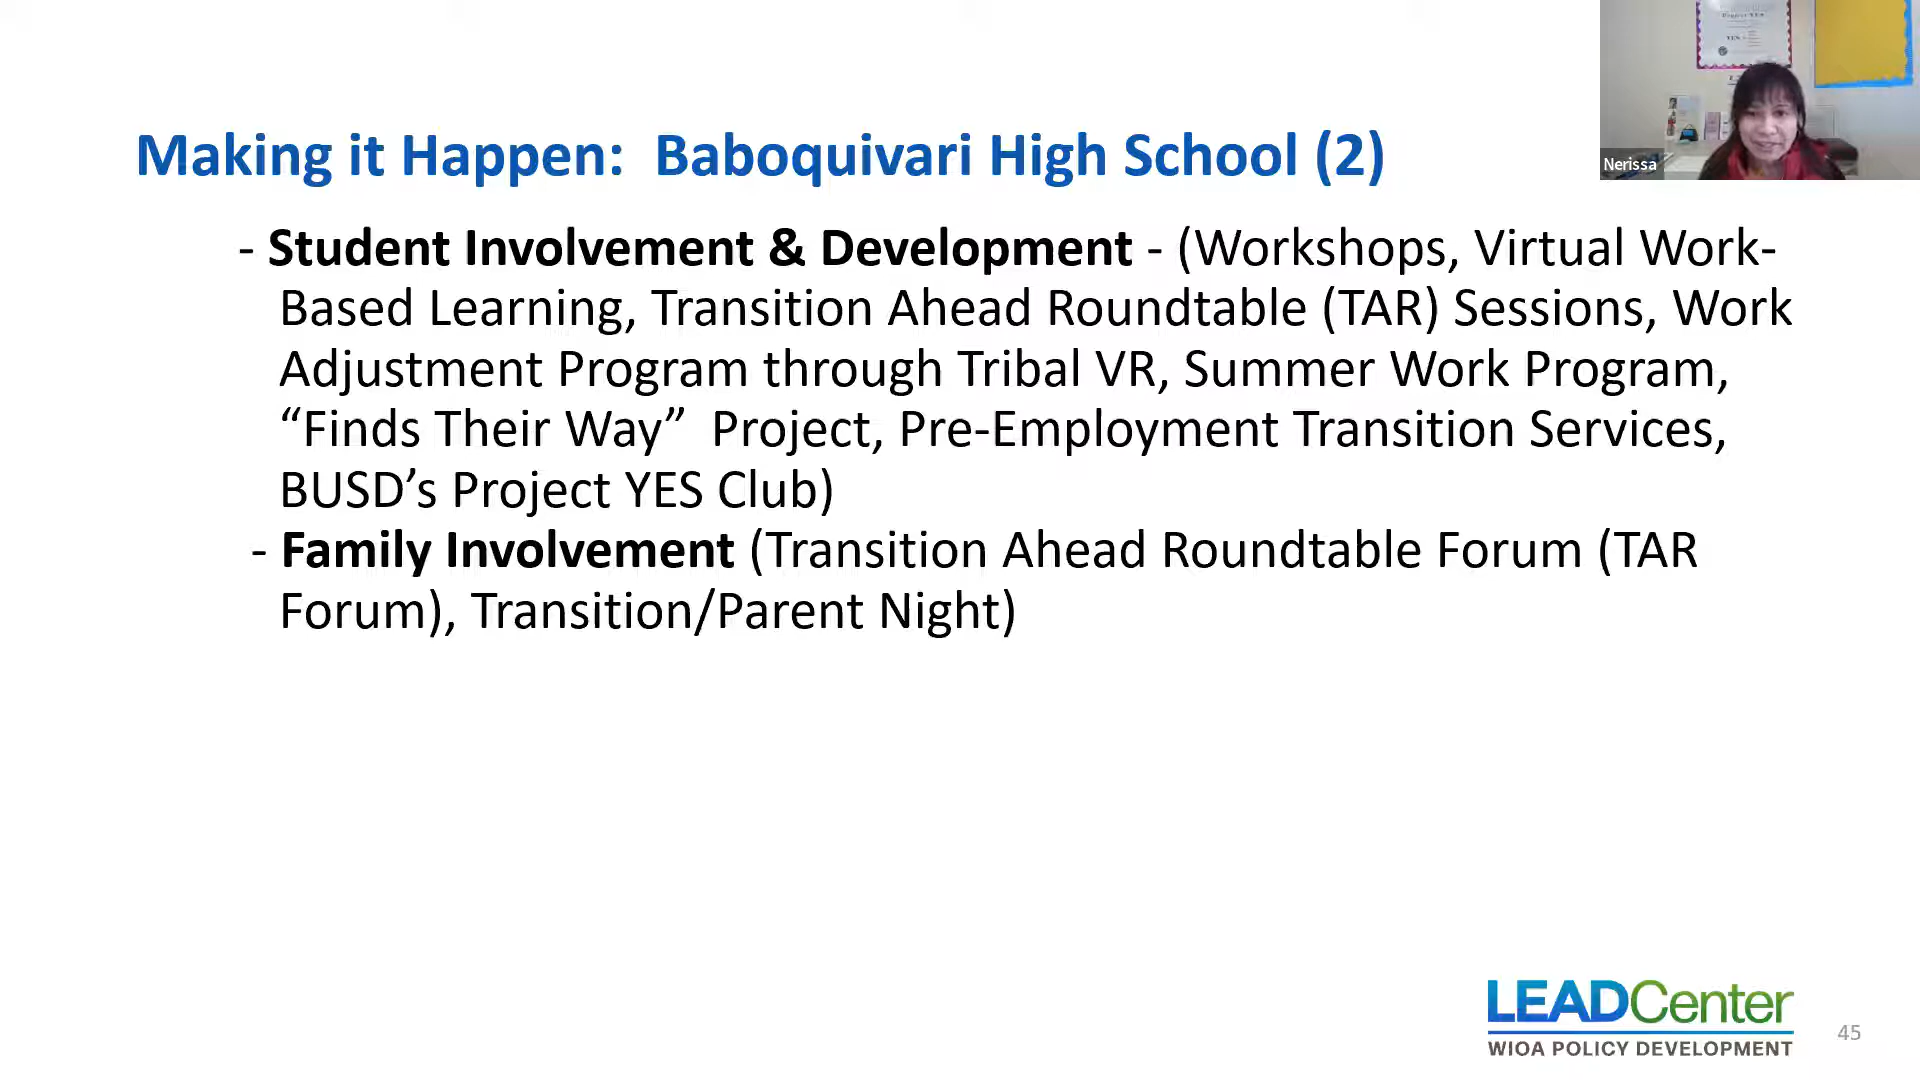 Project YES
YES
Making it Happen:  Baboquivari High School (2)
Nerissa
- Student Involvement & Development - (Workshops, Virtual Work-
Based Learning, Transition Ahead Roundtable (TAR) Sessions, Work
Adjustment Program through Tribal VR, Summer Work Program,
“Finds Their Way”  Project, Pre-Employment Transition Services,
BUSD’s Project YES Club)
- Family Involvement (Transition Ahead Roundtable Forum (TAR
Forum), Transition/Parent Night)
LEADCenter
WIOA POLICY DEVELOPMENT
45